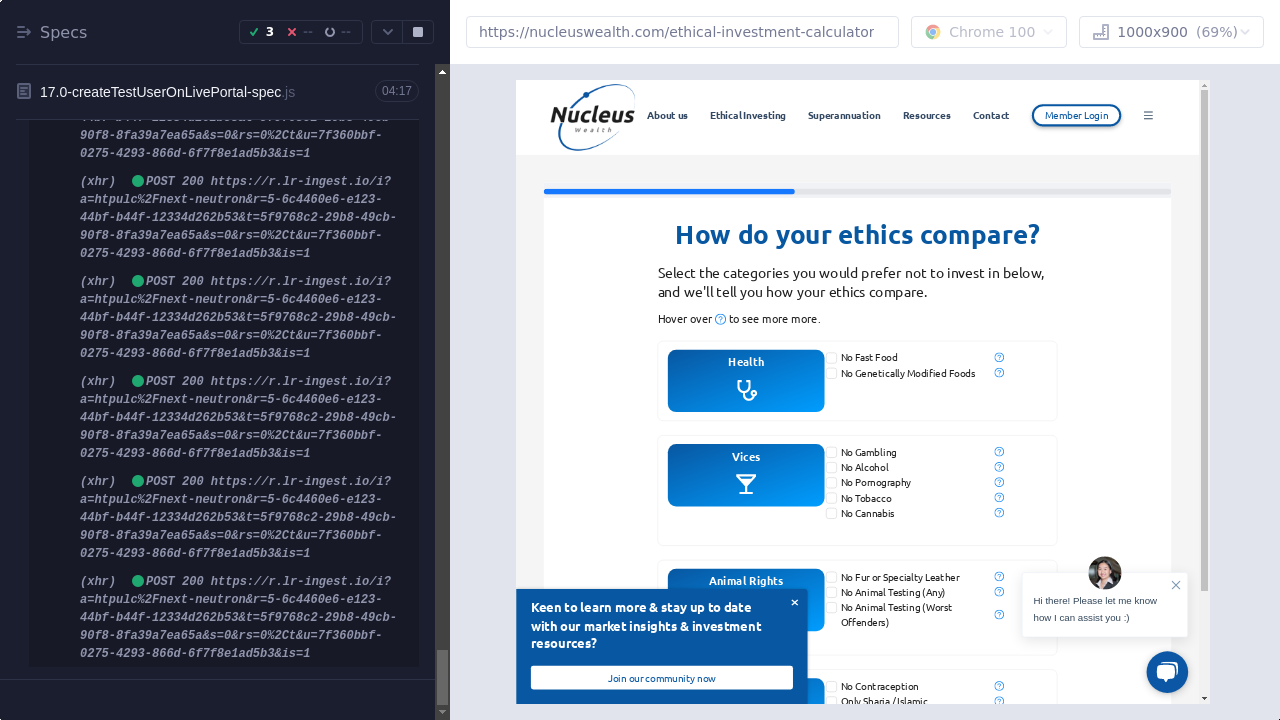 Specs
3
--
--
17.0-createTestUserOnLivePortal-spec.js
04:17
44bf-b44f-12334d262b53&t=5f9768c2-29b8-49cb-
90f8-8fa39a7ea65a&s=0&rs=0%2Ct&u=7f360bbf-
0275-4293-866d-6f7f8e1ad5b3&is=1
(xhr) POST 200 https://r.lr-ingest.io/i?
a=htpulc%2Fnext-neutron&r=5-6c4460e6-e123-
44bf-b44f-12334d262b53&t=5f9768c2-29b8-49cb-
90f8-8fa39a7ea65a&s=0&rs=0%2Ct&u=7f360bbf-
0275-4293-866d-6f7f8e1ad5b3&is=1
(xhr) POST 200 https://r.lr-ingest.io/i?
a=htpulc%2Fnext-neutron&r=5-6c4460e6-e123-
44bf-b44f-12334d262b53&t=5f9768c2-29b8-49cb-
90f8-8fa39a7ea65a&s=0&rs=0%2Ct&u=7f360bbf-
0275-4293-866d-6f7f8e1ad5b3&is=1
(xhr) POST 200 https://r.lr-ingest.io/i?
a=htpulc%2Fnext-neutron&r=5-6c4460e6-e123-
44bf-b44f-12334d262b53&t=5f9768c2-29b8-49cb-
90f8-8fa39a7ea65a&s=0&rs=0%2Ct&u=7f360bbf-
0275-4293-866d-6f7f8e1ad5b3&is=1
(xhr) POST 200 https://r.lr-ingest.io/i?
a=htpulc%2Fnext-neutron&r=5-6c4460e6-e123-
44bf-b44f-12334d262b53&t=5f9768c2-29b8-49cb-
90f8-8fa39a7ea65a&s=0&rs=0%2Ct&u=7f360bbf-
0275-4293-866d-6f7f8e1ad5b3&is=1
(xhr) POST 200 https://r.lr-ingest.io/i?
a=htpulc%2Fnext-neutron&r=5-6c4460e6-e123-
44bf-b44f-12334d262b53&t=5f9768c2-29b8-49cb-
90f8-8fa39a7ea65a&s=0&rs=0%2Ct&u=7f360bbf-
0275-4293-866d-6f7f8e1ad5b3&is=1
https://nucleuswealth.com/ethical-investment-calculator
Chrome 100
1000x900 (69%)
Nucleus
Wealth
About us
Ethical Investing
Superannuation
Resources
Contact
Member Login
How do your ethics compare?
Select the categories you would prefer not to invest in below,
and we'll tell you how your ethics compare.
Hover over ? to see more more.
Health
No Fast Food
No Genetically Modified Foods
Vices
No Gambling
No Alcohol
No Pornography
No Tobacco
No Cannabis
Animal Rights
No Fur or Specialty Leather
No Animal Testing (Any)
No Animal Testing (Worst
Offenders)
No Contraception
Only Sharia / Islamic
Keen to learn more & stay up to date
with our market insights & investment
resources?
×
Join our community now
Hi there! Please let me know
how I can assist you :)